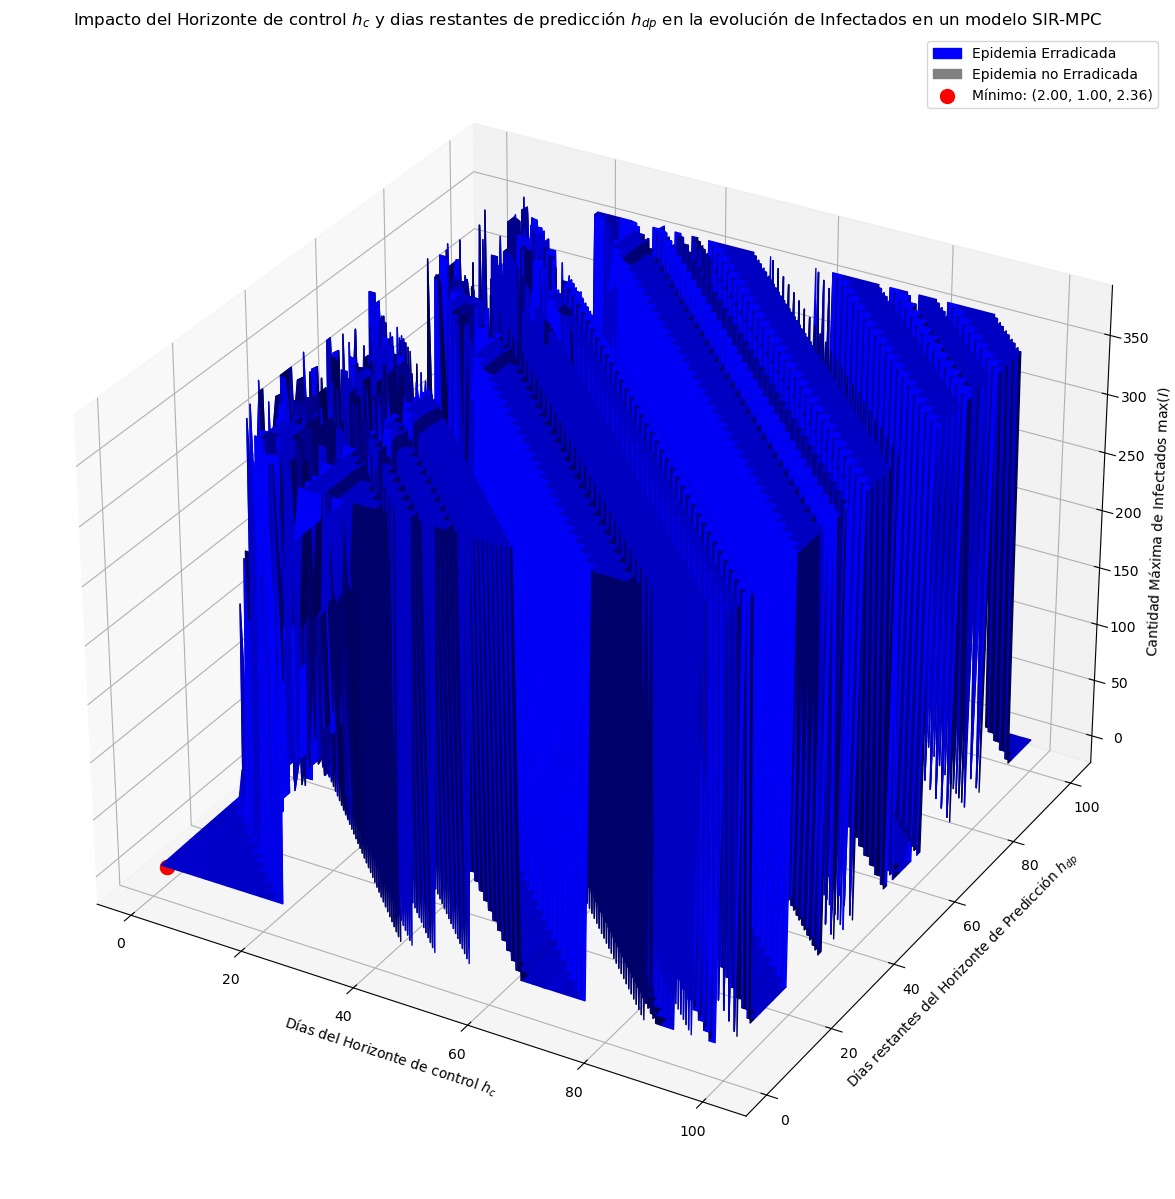 Impacto del Horizonte de control $h_c$ y dias restantes de predicción $h_{dp}$ en la evolución de Infectados en un modelo SIR-MPC
Epidemia Erradicada
Epidemia no Erradicada
Mínimo: (2.00, 1.00, 2.36)
350
300
250
200
150
100
50
0
Cantidad Máxima de Infectados max(I)
100
80
60
40
20
0
Días restantes del Horizonte de Predicción $h_{dp}$
0
20
40
60
80
100
Días del Horizonte de control $h_c$